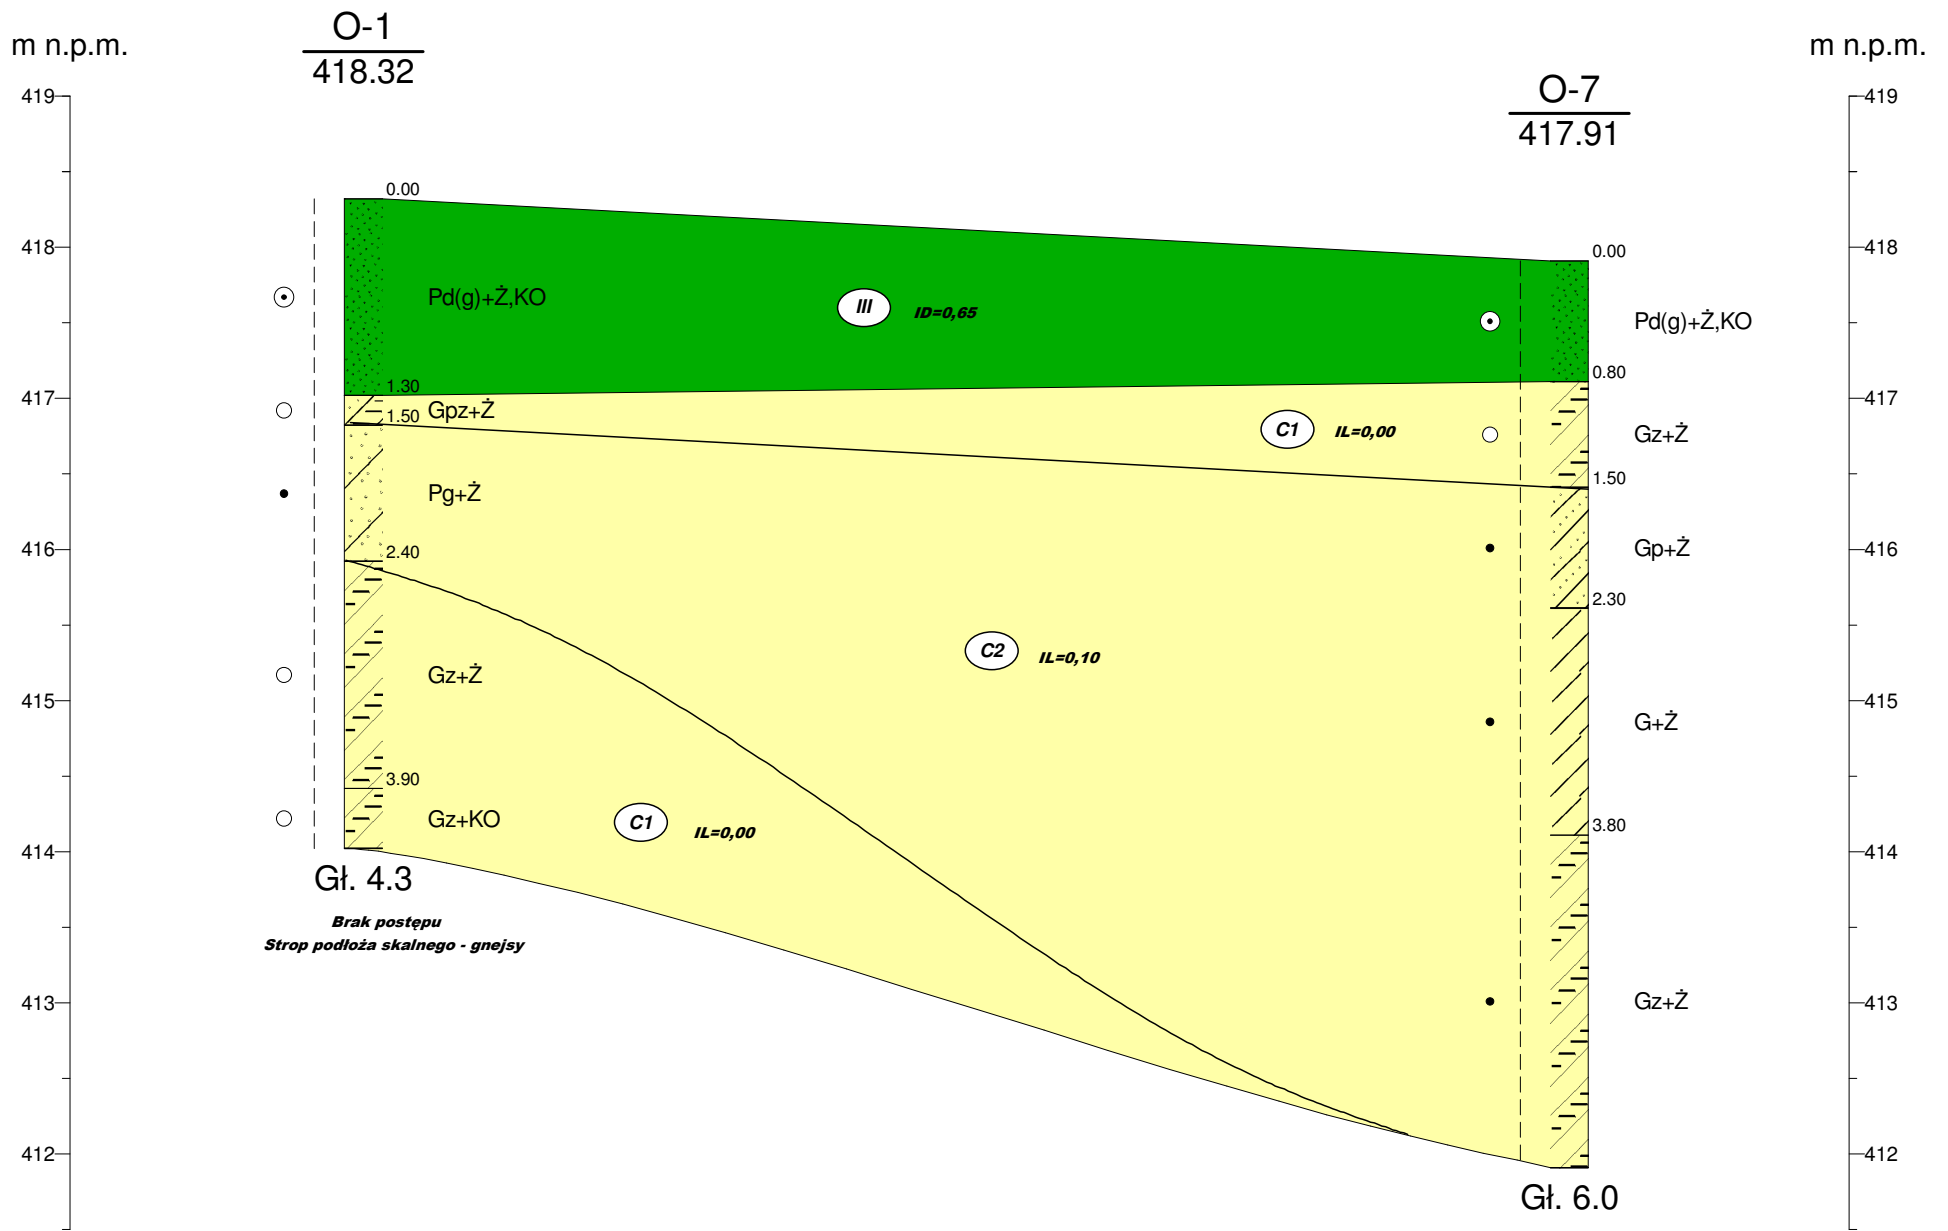 m n.p.m.
O-1
418.32
O-7
417.91
m n.p.m.
419
418
417
416
415
414
413
412
0.00
Pd(g)+Ż,KO
1.30
Gpz+Ż
1.50
Pg+Ż
2.40
Gz+Ż
3.90
Gz+KO
Gł. 4.3
Brak postępu
Strop podłoża skalnego - gnejsy
III
ID=0,65
C1
IL=0,00
C2
IL=0,10
C1
IL=0,00
0.00
Pd(g)+Ż,KO
0.80
Gz+Ż
1.50
Gp+Ż
2.30
G+Ż
3.80
Gz+Ż
Gł. 6.0
419
418
417
416
415
414
413
412